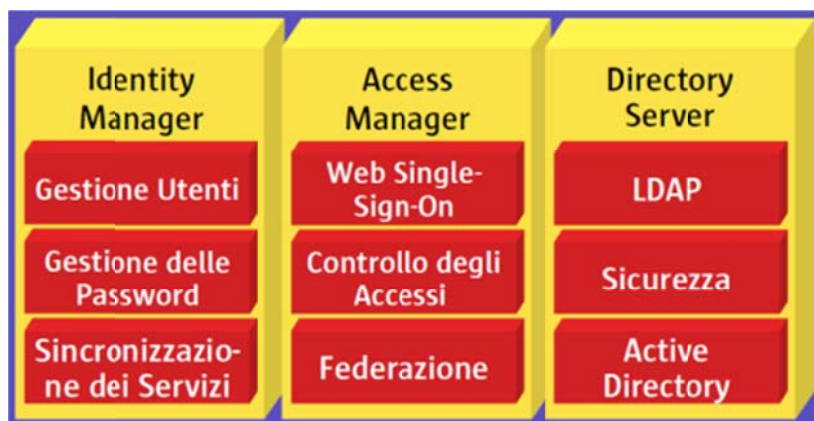 Identity
Manager
Gestione Utenti
Gestione delle
Password
Sincronizzazio-
ne dei Servizi
Access
Manager
Web Single-
Sign-On
Controllo degli
Accessi
Federazione
Directory
Server
LDAP
Sicurezza
Active
Directory